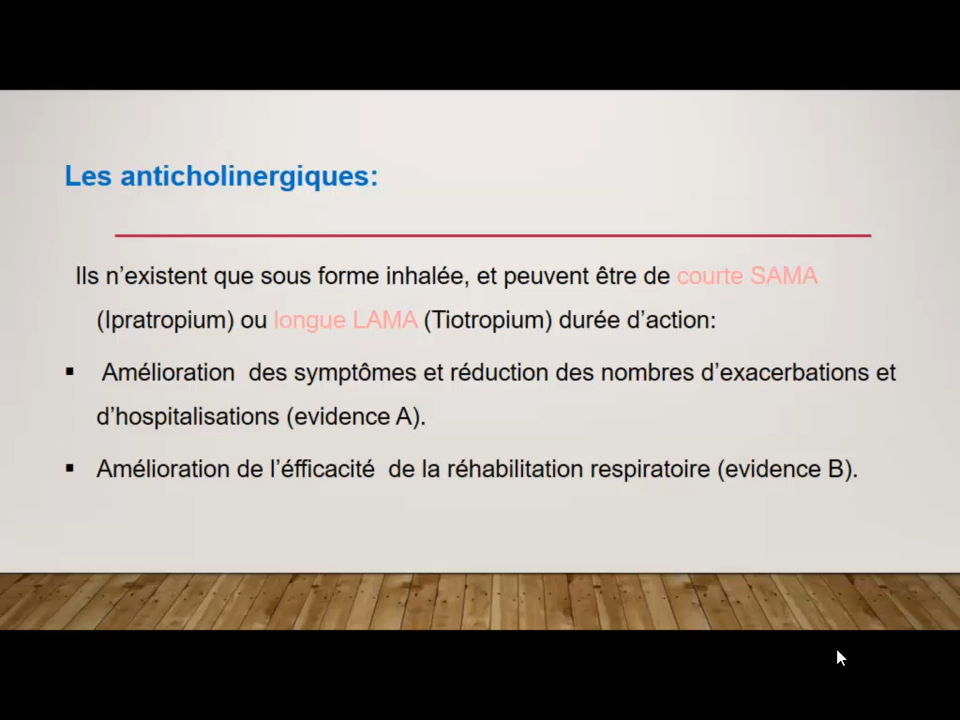 Les anticholinergiques:
Ils n’existent que sous forme inhalée, et peuvent être de courte SAMA
(Ipratropium) ou longue LAMA (Tiotropium) durée d’action:
▪ Amélioration des symptômes et réduction des nombres d’exacerbations et
d’hospitalisations (evidence A).
▪ Amélioration de l’éfficacité de la réhabilitation respiratoire (evidence B).